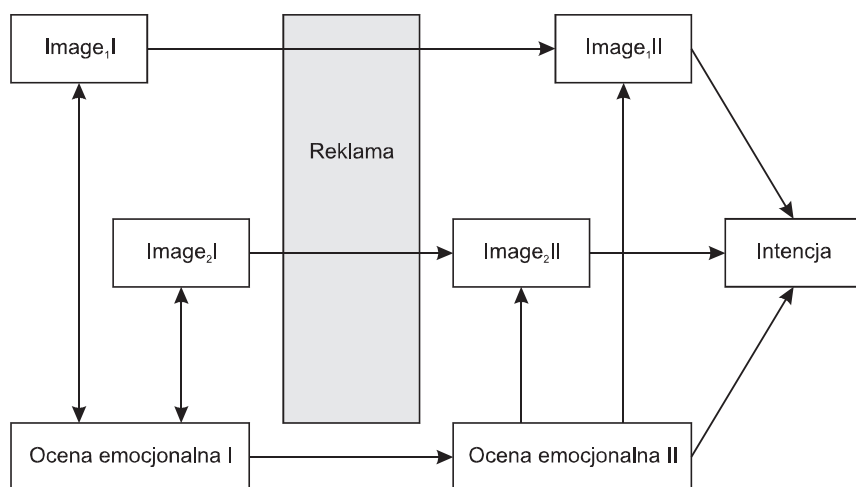 Image₁I
Image₁II
Reklama
Image₂I
Image₂II
Intencja
Ocena emocjonalna I
Ocena emocjonalna II